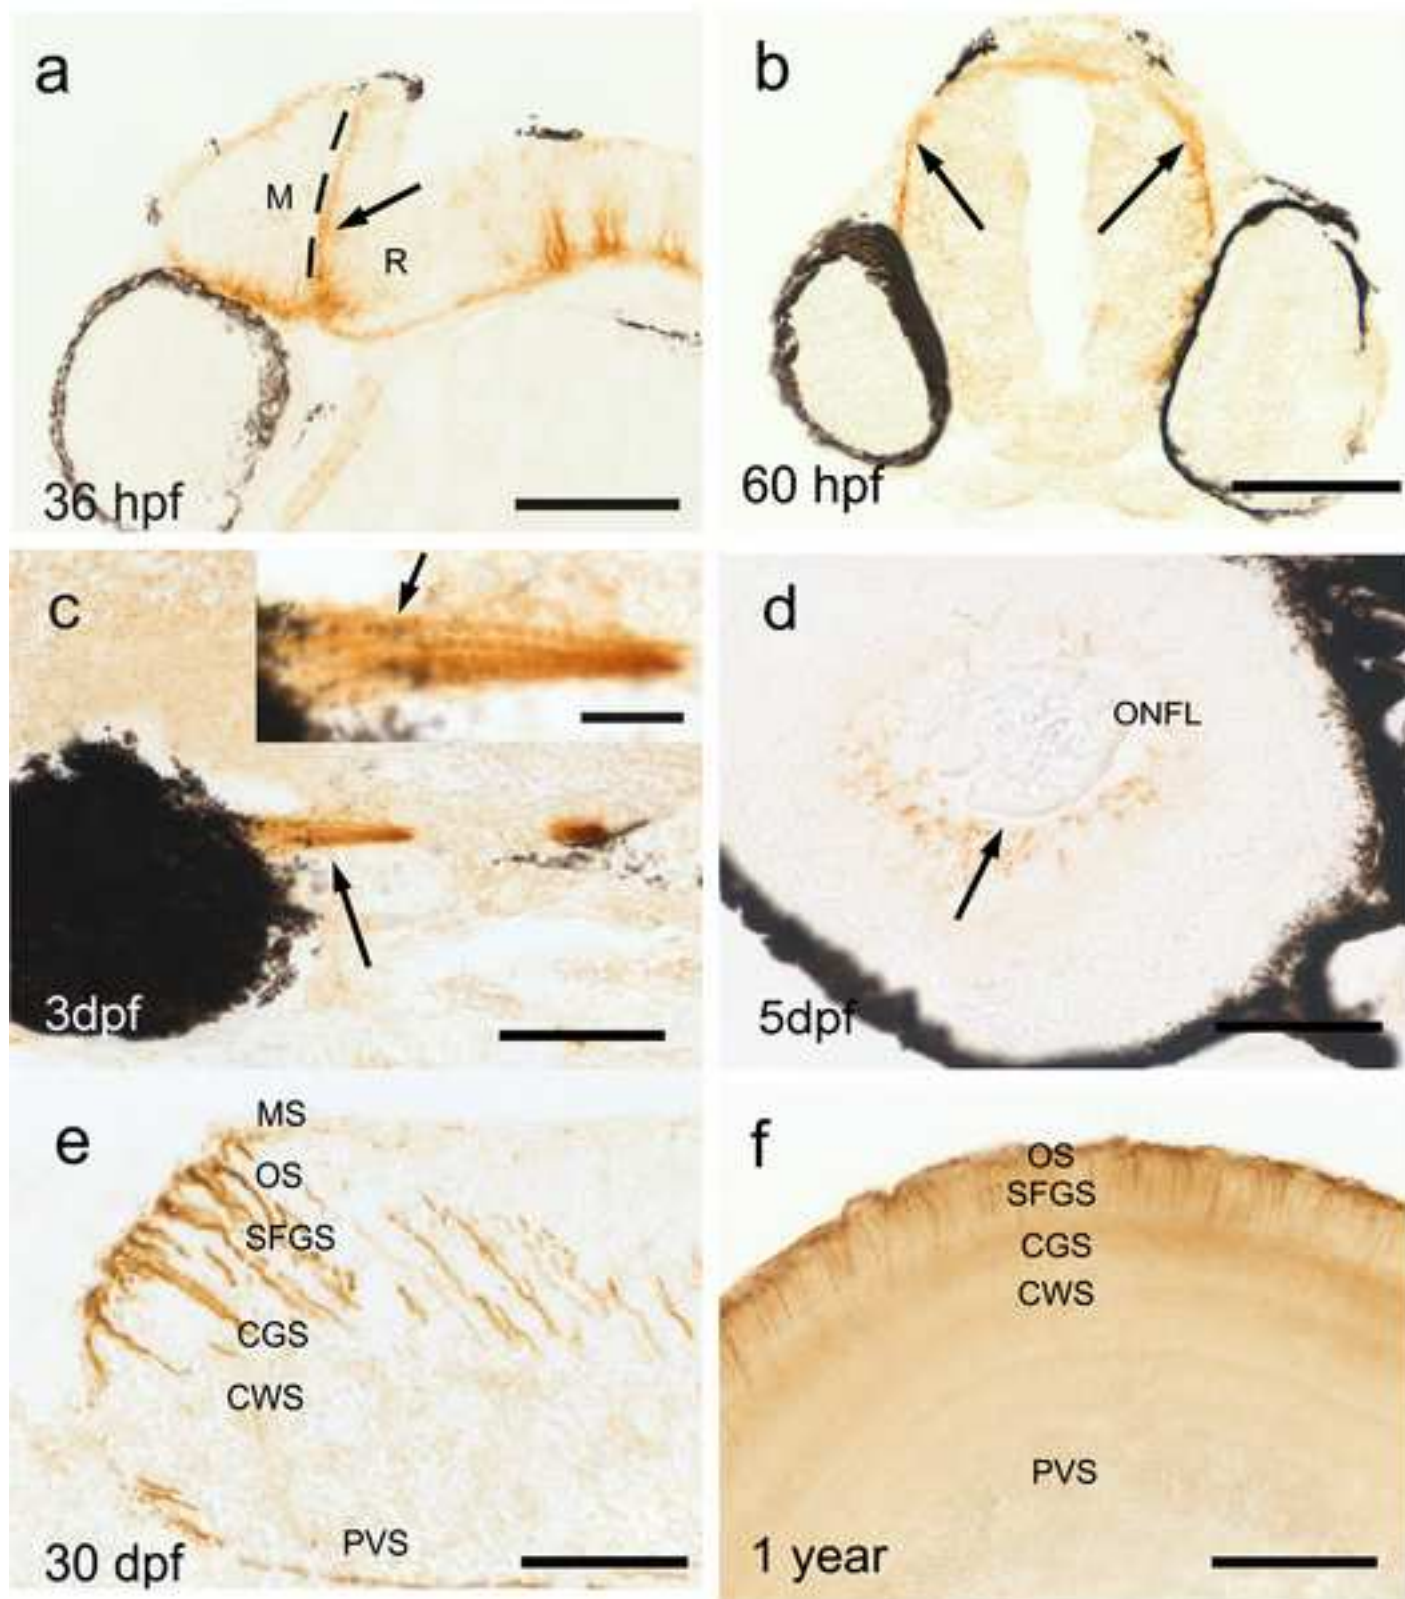 a
M
R
36 hpf
b
60 hpf
c
3dpf
d
ONFL
5dpf
e
MS
OS
SFGS
CGS
CWS
PVS
30 dpf
f
OS
SFGS
CGS
CWS
PVS
1 year